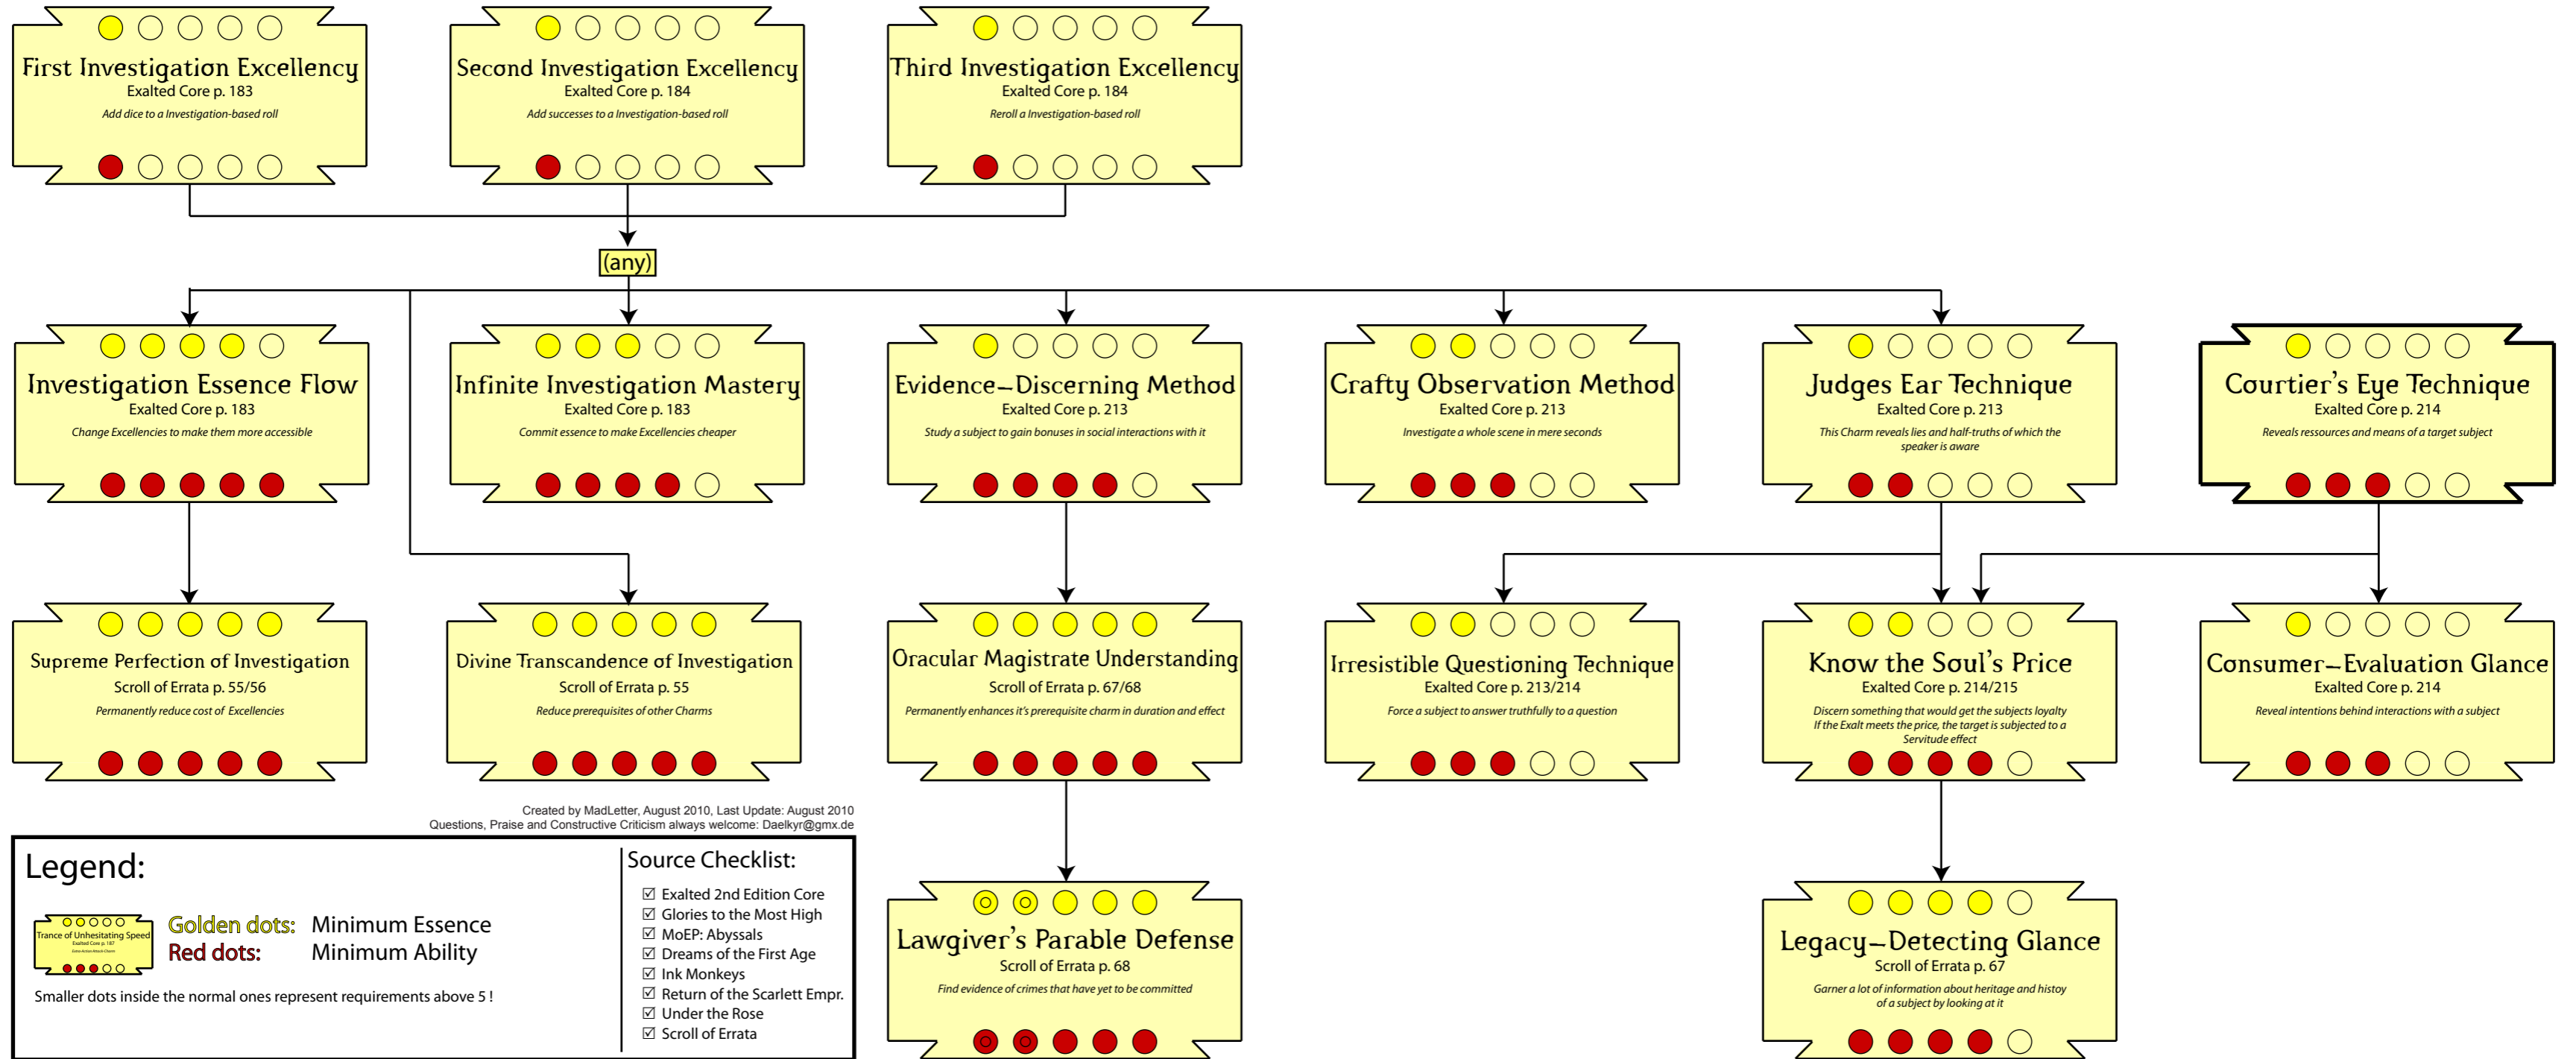 First Investigation Excellency
Exalted Core p. 183
Add dice to a Investigation-based roll
Second Investigation Excellency
Exalted Core p. 184
Add successes to a Investigation-based roll
Third Investigation Excellency
Exalted Core p. 184
Reroll a Investigation-based roll
(any)
Investigation Essence Flow
Exalted Core p. 183
Change Excellencies to make them more accessible
Infinite Investigation Mastery
Exalted Core p. 183
Commit essence to make Excellencies cheaper
Evidence-Discerning Method
Exalted Core p. 213
Study a subject to gain bonuses in social interactions with it
Crafty Observation Method
Exalted Core p. 213
Investigate a whole scene in mere seconds
Judges Ear Technique
Exalted Core p. 213
This Charm reveals lies and half-truths of which the
speaker is aware
Courtier's Eye Technique
Exalted Core p. 214
Reveals ressources and means of a target subject
Supreme Perfection of Investigation
Scroll of Errata p. 55/56
Permanently reduce cost of Excellencies
Divine Transcandence of Investigation
Scroll of Errata p. 55
Reduce prerequisites of other Charms
Oracular Magistrate Understanding
Scroll of Errata p. 67/68
Permanently enhances it's prerequisite charm in duration and effect
Irresistible Questioning Technique
Exalted Core p. 213/214
Force a subject to answer truthfully to a question
Know the Soul's Price
Exalted Core p. 214/215
Discern something that would get the subjects loyalty
If the Exalt meets the price, the target is subjected to a
Servitude effect
Consumer-Evaluation Glance
Exalted Core p. 214
Reveal intentions behind interactions with a subject
Created by MadLetter, August 2010, Last Update: August 2010
Questions, Praise and Constructive Criticism always welcome: Daelkyr@gmx.de
Legend:
Trance of Unhesitating Speed
Exalted Core p. 187
Extra-Action-Attack-Charm
Golden dots: Minimum Essence
Red dots: Minimum Ability
Smaller dots inside the normal ones represent requirements above 5 !
Source Checklist:
☑ Exalted 2nd Edition Core
☑ Glories to the Most High
☑ MoEP: Abyssals
☑ Dreams of the First Age
☑ Ink Monkeys
☑ Return of the Scarlett Empr.
☑ Under the Rose
☑ Scroll of Errata
Lawgiver's Parable Defense
Scroll of Errata p. 68
Find evidence of crimes that have yet to be committed
Legacy-Detecting Glance
Scroll of Errata p. 67
Garner a lot of information about heritage and histoy
of a subject by looking at it